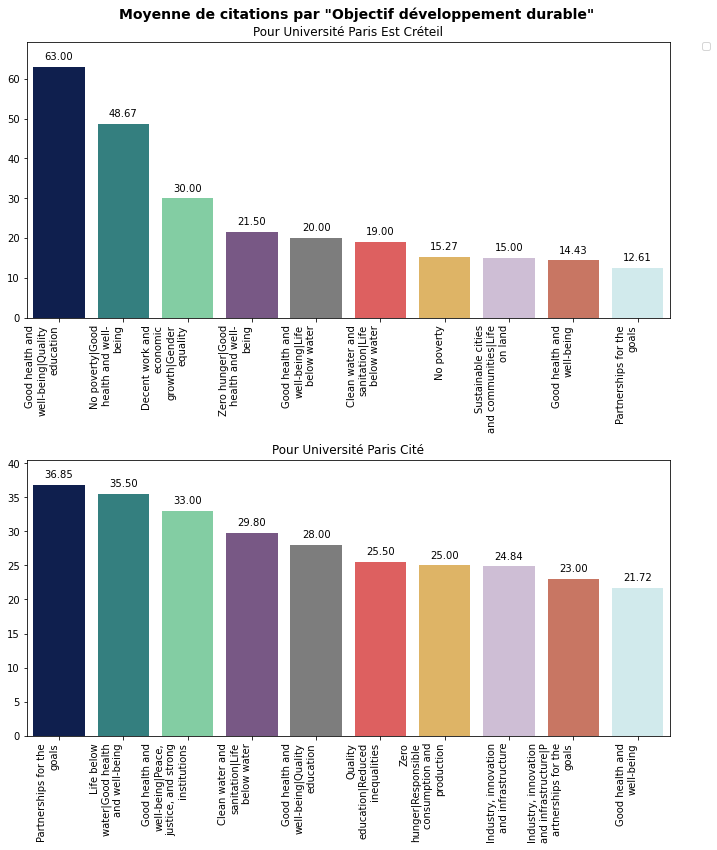 Moyenne de citations par "Objectif développement durable"
Pour Université Paris Est Créteil
63.00
48.67
30.00
21.50
20.00
19.00
15.27
15.00
14.43
12.61
60
50
40
30
20
10
0
Good health and
well-being|Quality
education
No poverty|Good
health and well-
being
Decent work and
economic
growth|Gender
equality
Zero hunger|Good
health and well-
being
Good health and
well-being|Life
below water
Clean water and
sanitation|Life
below water
No poverty
Sustainable cities
and communities|Life
on land
Good health and
well-being
Partnerships for the
goals
Pour Université Paris Cité
36.85
35.50
33.00
29.80
28.00
25.50
25.00
24.84
23.00
21.72
40
35
30
25
20
15
10
5
0
Partnerships for the
goals
Life below
water|Good health
and well-being
Good health and
well-being|Peace,
justice, and strong
institutions
Clean water and
sanitation|Life
below water
Good health and
well-being|Quality
education
Quality
education|Reduced
inequalities
Zero
hunger|Responsible
consumption and
production
Industry, innovation
and infrastructure
Industry, innovation
and infrastructure|P
artnerships for the
goals
Good health and
well-being